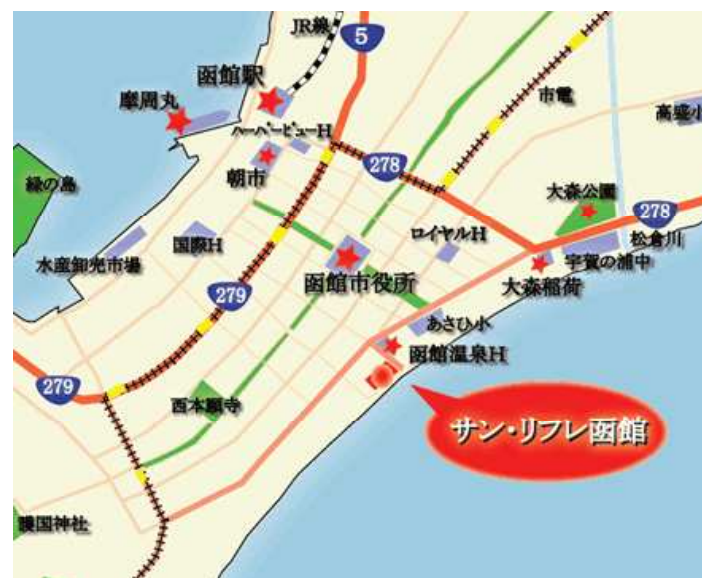 JR線
5
函館駅
摩周丸
市電
高盛小
ハーバービューH
朝市
278
緑の島
大森公園
278
ロイヤルH
松倉川
国際H
水産卸売市場
宇賀の浦中
函館市役所
大森稲荷
279
あさひ小
函館温泉H
279
西本願寺
サン・リフレ函館
護国神社